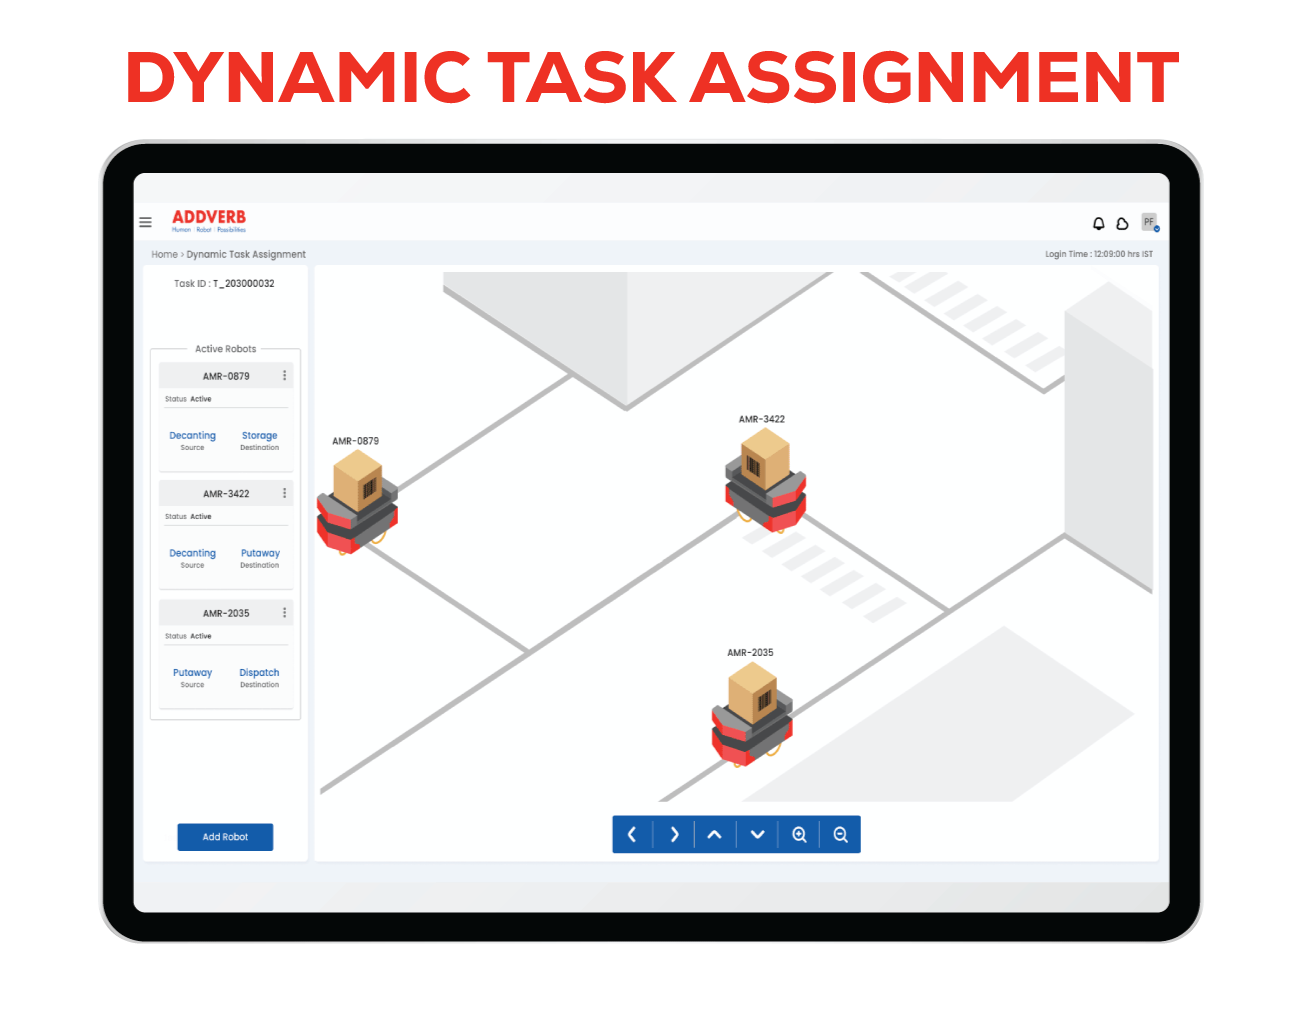 DYNAMIC TASK ASSIGNMENT
ADDVERB
Human • Robot • Possibilities
PF
Home > Dynamic Task Assignment
Login Time : 12:09:00 hrs IST
Task ID : T_203000032
Active Robots
AMR-0879
Status Active
Decanting Storage
Source Destination
AMR-3422
Status Active
Decanting Putaway
Source Destination
AMR-2035
Status Active
Putaway Dispatch
Source Destination
Add Robot
AMR-0879
AMR-3422
AMR-2035